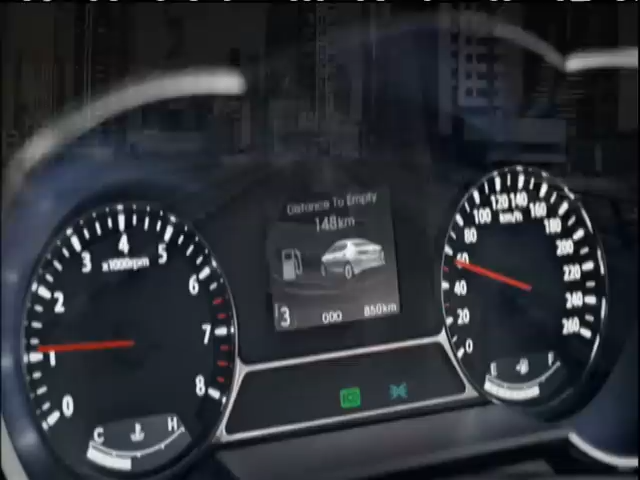 Distance To Empty
148km
3 000 850km
0 1 2 3 4 5 6 7 8
x1000rpm
C H
0 20 40 60 80 100 120 140 160 180 200 220 240 260
km/h
E F